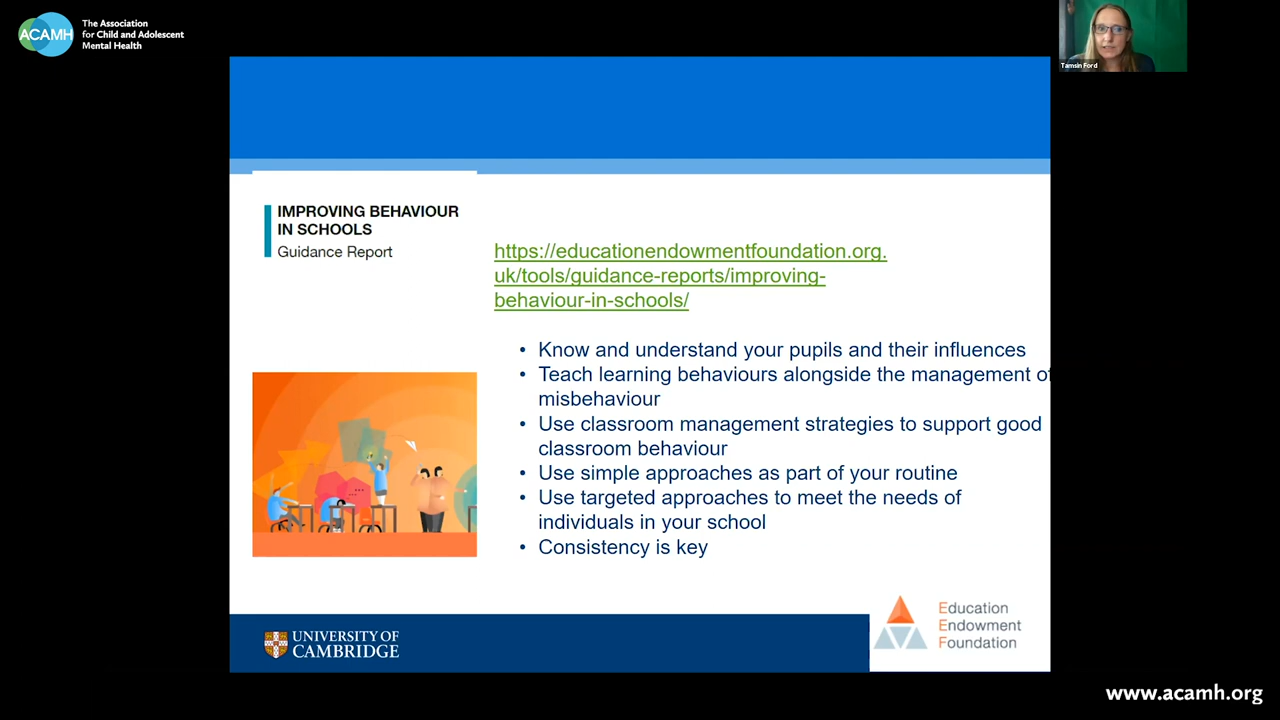 ACAMH
The Association
for Child and Adolescent
Mental Health
Tamsin Ford
IMPROVING BEHAVIOUR
IN SCHOOLS
Guidance Report
https://educationendowmentfoundation.org.
uk/tools/guidance-reports/improving-
behaviour-in-schools/
• Know and understand your pupils and their influences
• Teach learning behaviours alongside the management of
misbehaviour
• Use classroom management strategies to support good
classroom behaviour
• Use simple approaches as part of your routine
• Use targeted approaches to meet the needs of
individuals in your school
• Consistency is key
UNIVERSITY OF
CAMBRIDGE
Education
Endowment
Foundation
www.acamh.org